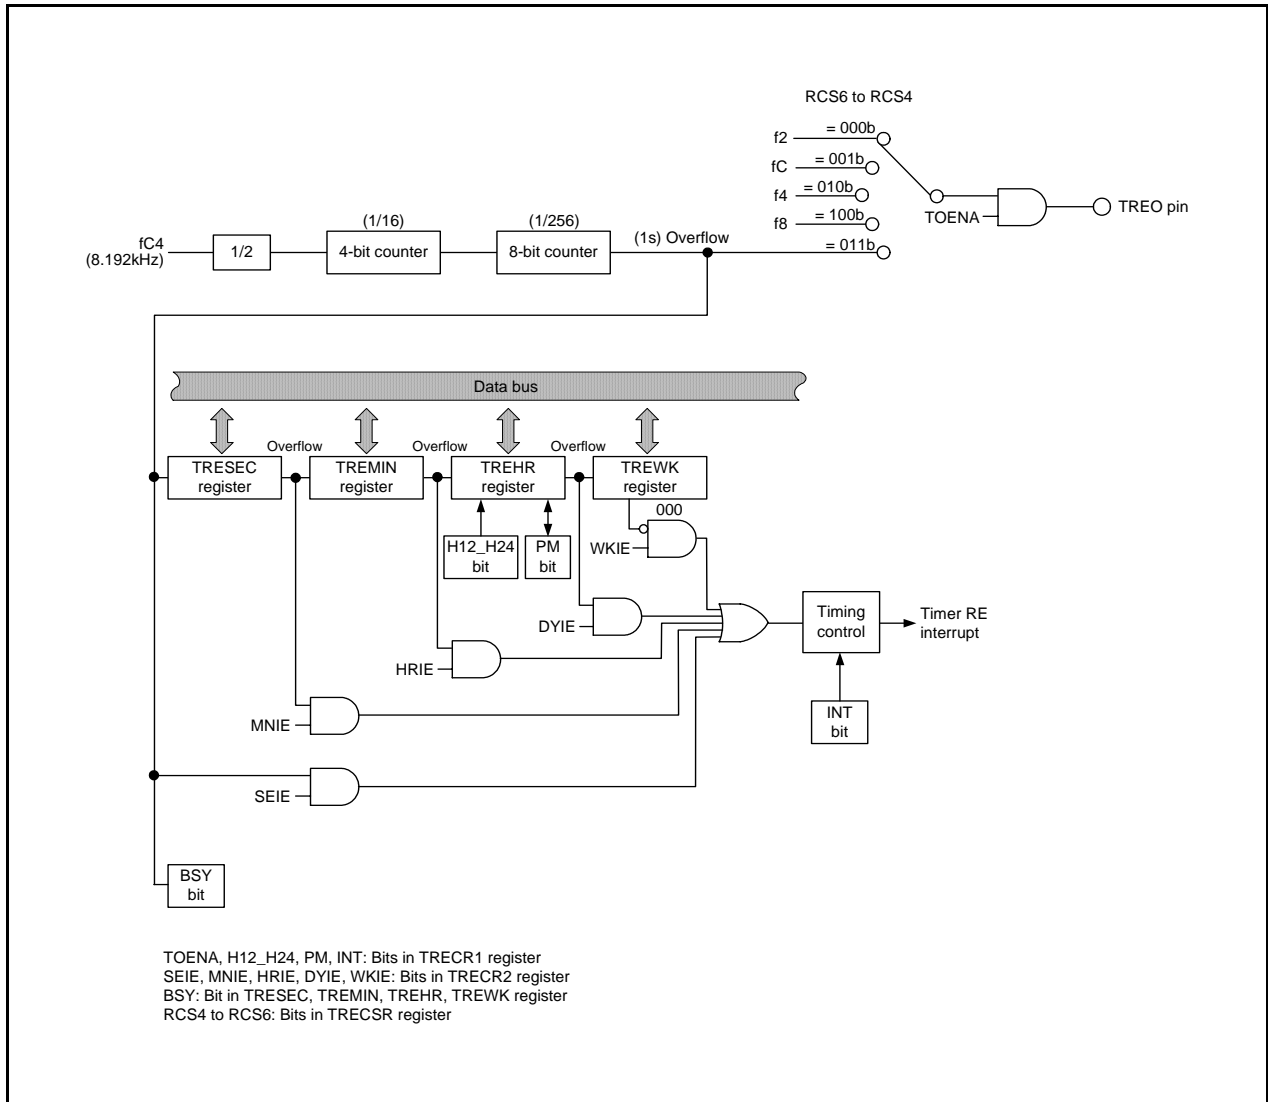 RCS6 to RCS4
f2
= 000b
fC
= 001b
f4
= 010b
TOENA
TREO pin
f8
= 100b
(1/16)
(1/256)
(1s) Overflow
= 011b
fC4
(8.192kHz)
1/2
4-bit counter
8-bit counter
Data bus
Overflow
Overflow
Overflow
TRESEC
register
TREMIN
register
TREHR
register
TREWK
register
000
H12_H24
bit
PM
bit
WKIE
DYIE
Timing
control
Timer RE
interrupt
HRIE
INT
bit
MNIE
SEIE
BSY
bit
TOENA, H12_H24, PM, INT: Bits in TRECR1 register
SEIE, MNIE, HRIE, DYIE, WKIE: Bits in TRECR2 register
BSY: Bit in TRESEC, TREMIN, TREHR, TREWK register
RCS4 to RCS6: Bits in TRECSR register